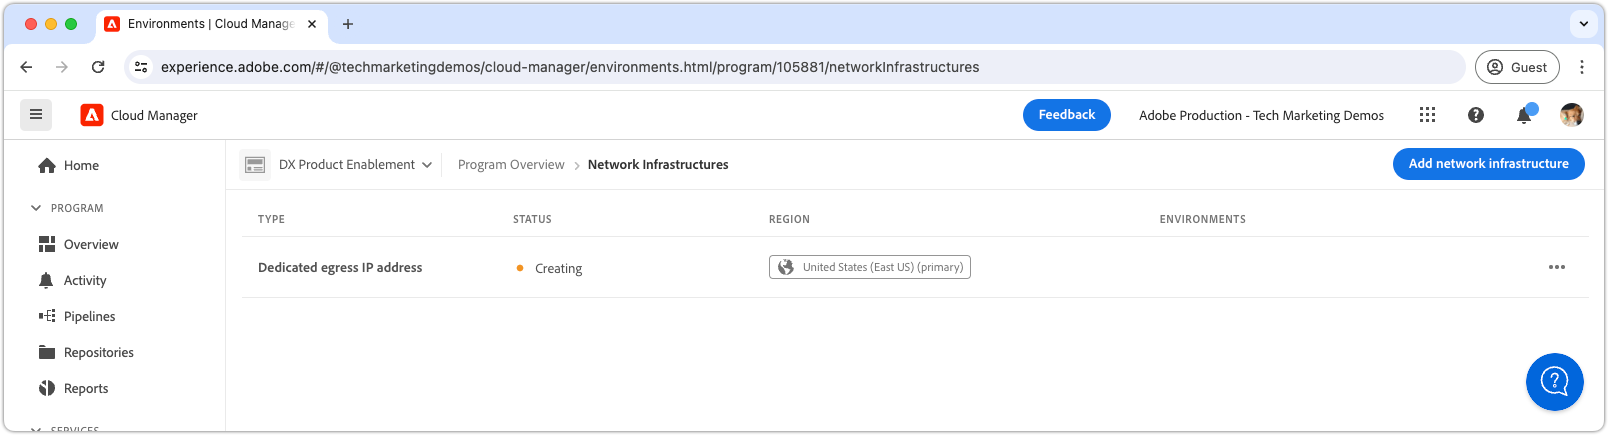 Environments | Cloud Manage
experience.adobe.com/#/@techmarketingdemos/cloud-manager/environments.html/program/105881/networkInfrastructures
Guest
Cloud Manager
Feedback
Adobe Production - Tech Marketing Demos
Home
DX Product Enablement
Program Overview
Network Infrastructures
Add network infrastructure
PROGRAM
Overview
Activity
Pipelines
Repositories
Reports
SERVICES
TYPE STATUS REGION ENVIRONMENTS
Dedicated egress IP address Creating United States (East US) (primary)